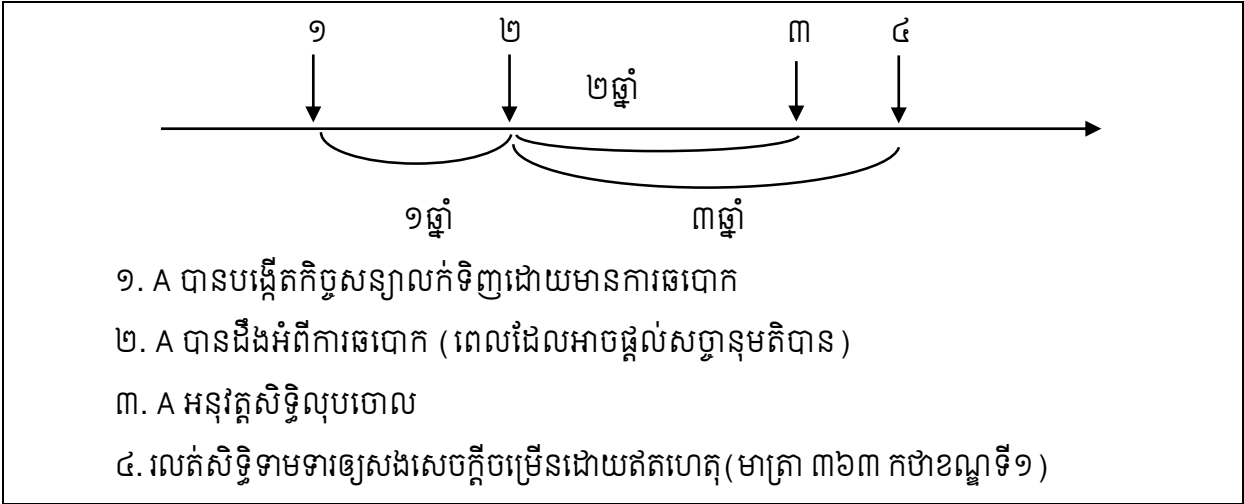 ១ ២ ៣ ៤
២ឆ្នាំ
១ឆ្នាំ ៣ឆ្នាំ
១. A បានបង្កើតកិច្ចសន្យាលក់ទិញដោយមានការឆបោក
២. A បានដឹងអំពីការឆបោក (ពេលដែលអាចផ្តល់សច្ចានុមតិបាន)
៣. A អនុវត្តសិទ្ធិលុបចោល
៤. រលត់សិទ្ធិទាមទារឲ្យសងសេចក្តីចម្រើនដោយឥតហេតុ(មាត្រា ៣៦៣ កថាខណ្ឌទី១)